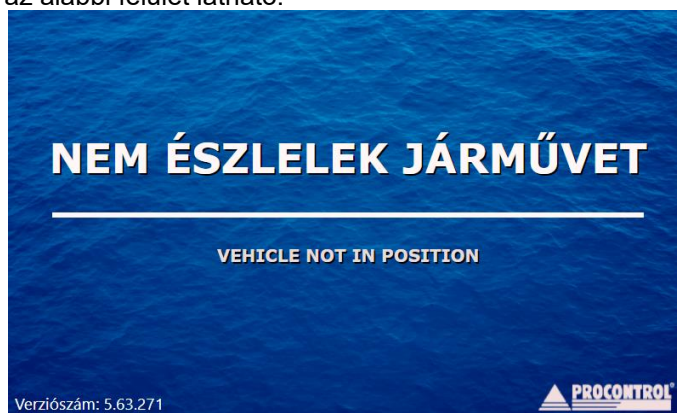 az alábbi felület látható:
NEM ÉSZLELEK JÁRMŰVET
VEHICLE NOT IN POSITION
Verziószám: 5.63.271
PROCONTROL®